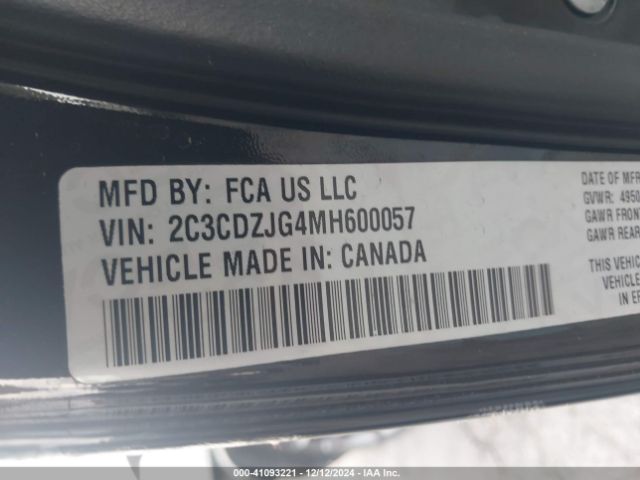 MFD BY: FCA US LLC
VIN: 2C3CDZJG4MH600057
VEHICLE MADE IN: CANADA
DATE OF MFR
GVWR: 4950
GAWR FRONT
GAWR REAR
THIS VEHIC
VEHICLE
IN EF
000-41093221 - 12/12/2024 - IAA Inc.